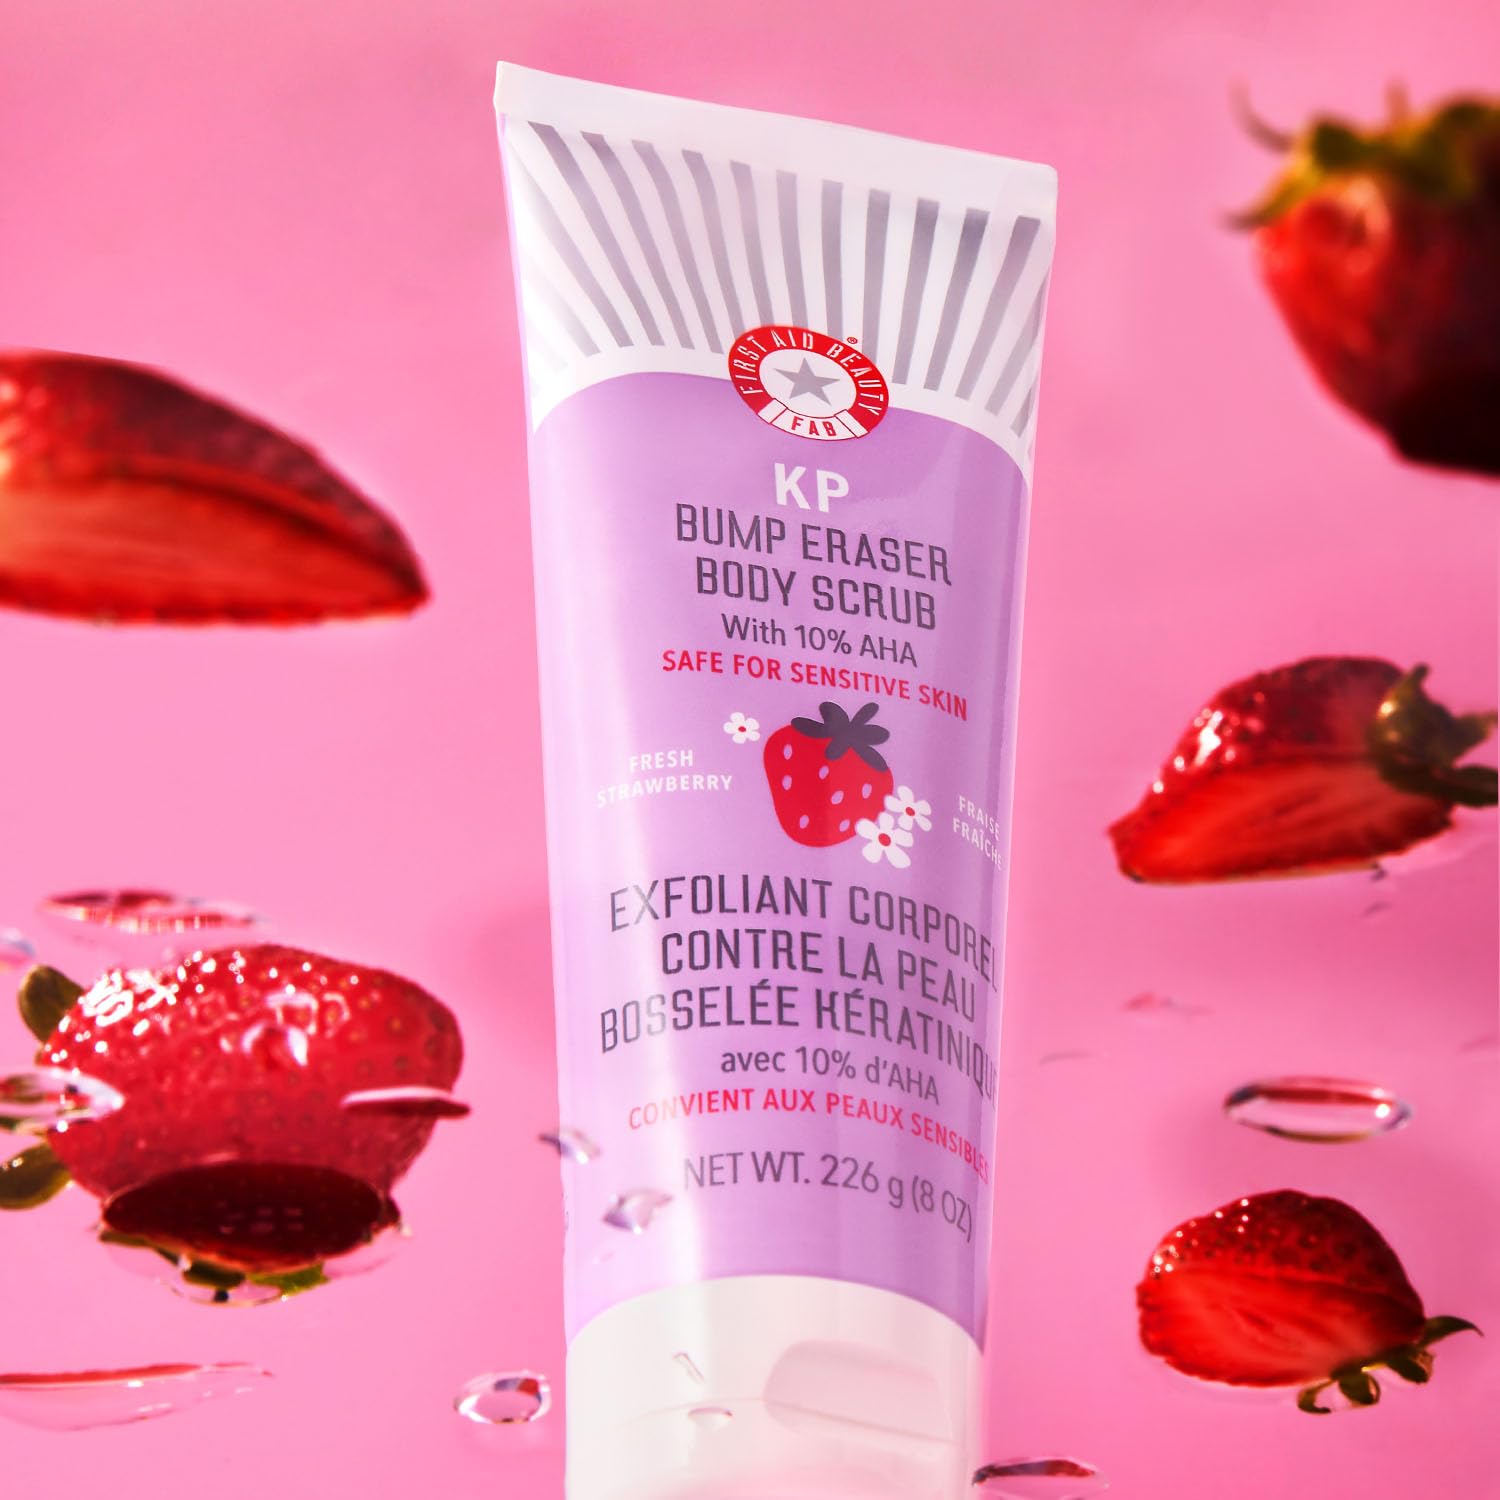 FIRST AID BEAUTY®
FAB
KP
BUMP ERASER
BODY SCRUB
With 10% AHA
SAFE FOR SENSITIVE SKIN
FRESH
STRAWBERRY
FRAISE
FRAÎCHE
EXFOLIANT CORPOREL
CONTRE LA PEAU
BOSSELÉE KÉRATINIQUE
avec 10% d'AHA
CONVIENT AUX PEAUX SENSIBLES
NET WT. 226 g (8 OZ)